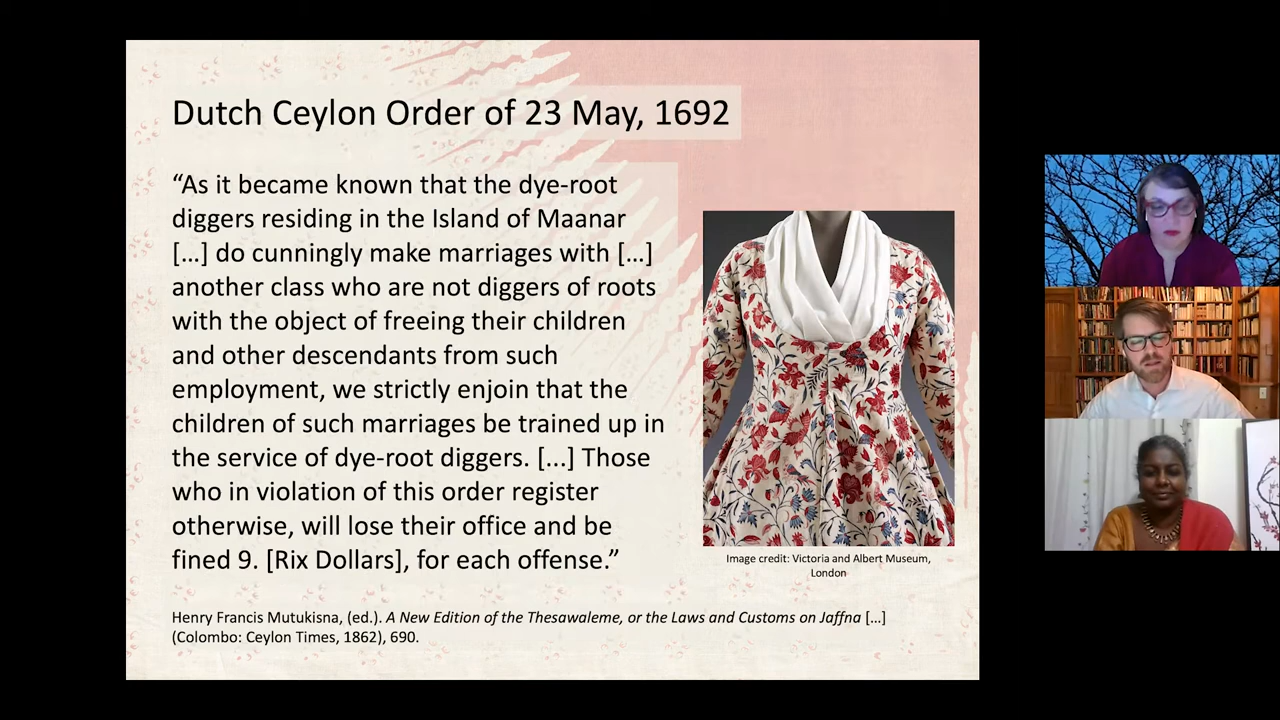 Dutch Ceylon Order of 23 May, 1692
“As it became known that the dye-root
diggers residing in the Island of Maanar
[...] do cunningly make marriages with [...]
another class who are not diggers of roots
with the object of freeing their children
and other descendants from such
employment, we strictly enjoin that the
children of such marriages be trained up in
the service of dye-root diggers. [...] Those
who in violation of this order register
otherwise, will lose their office and be
fined 9. [Rix Dollars], for each offense.”
Image credit: Victoria and Albert Museum,
London
Henry Francis Mutukisna, (ed.). A New Edition of the Thesawaleme, or the Laws and Customs on Jaffna [...]
(Colombo: Ceylon Times, 1862), 690.